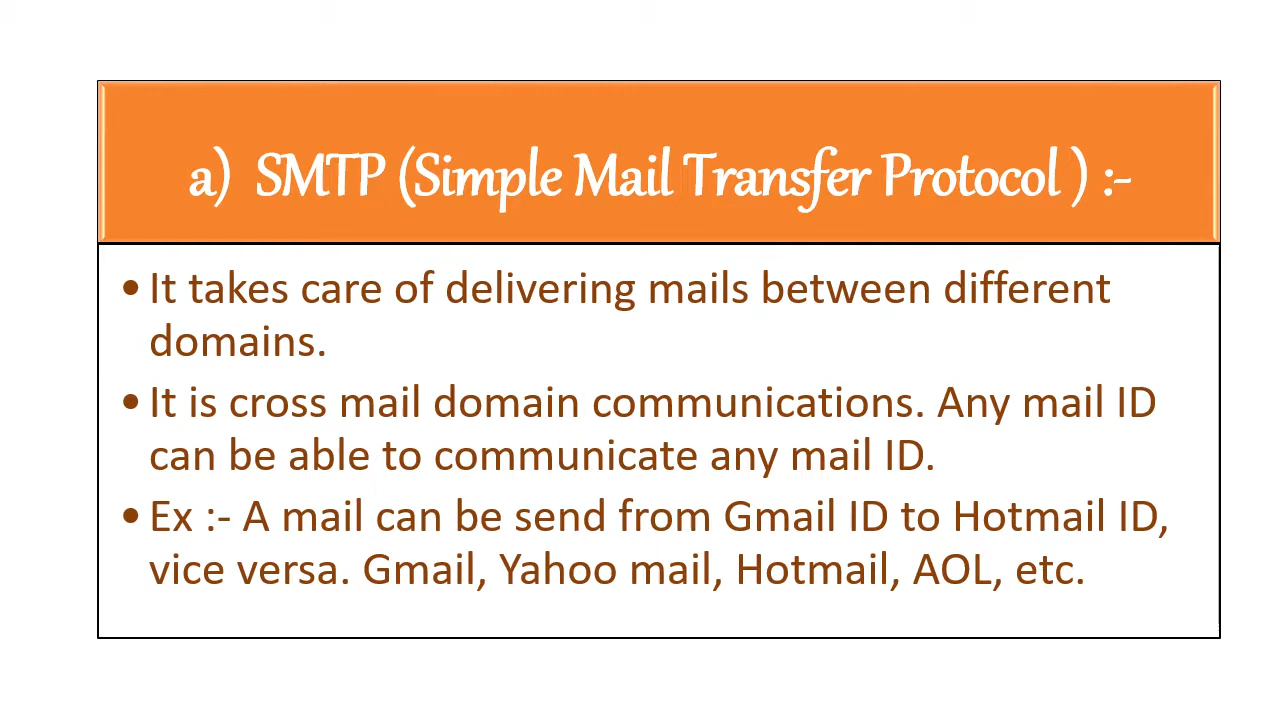 a) SMTP (Simple Mail Transfer Protocol ) :-
•It takes care of delivering mails between different
domains.
•It is cross mail domain communications. Any mail ID
can be able to communicate any mail ID.
•Ex :- A mail can be send from Gmail ID to Hotmail ID,
vice versa. Gmail, Yahoo mail, Hotmail, AOL, etc.